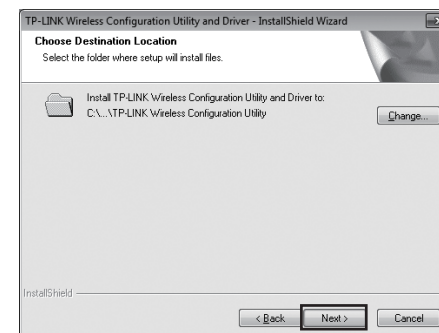 TP-LINK Wireless Configuration Utility and Driver - InstallShield Wizard
Choose Destination Location
Select the folder where setup will install files.
Install TP-LINK Wireless Configuration Utility and Driver to:
C:\...\TP-LINK Wireless Configuration Utility
Change...
InstallShield
< Back
Next >
Cancel